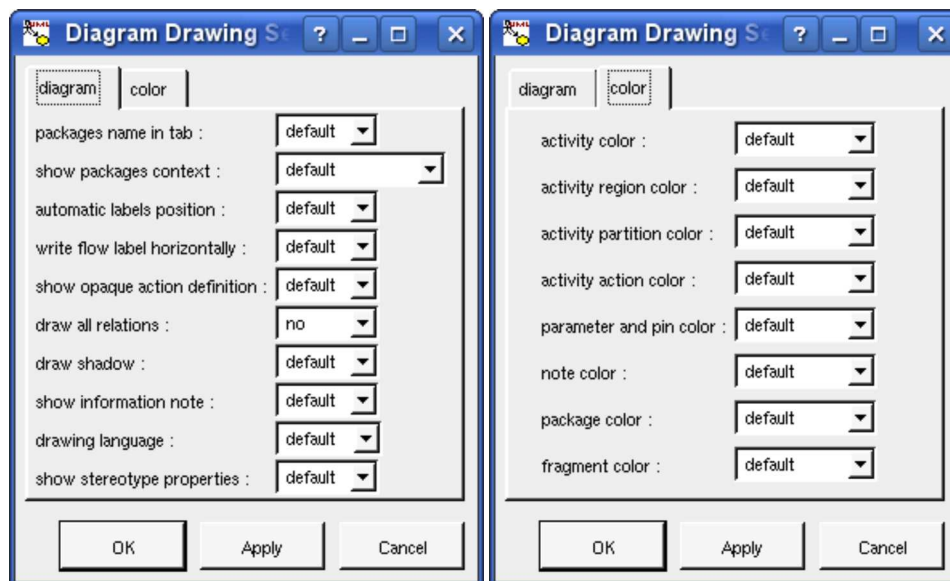 Diagram Drawing Se
diagram
color
packages name in tab :
default
show packages context :
default
automatic labels position :
default
write flow label horizontally :
default
show opaque action definition :
default
draw all relations :
no
draw shadow :
default
show information note :
default
drawing language :
default
show stereotype properties :
default
OK
Apply
Cancel
Diagram Drawing Se
diagram
color
activity color :
default
activity region color :
default
activity partition color :
default
activity action color :
default
parameter and pin color :
default
note color :
default
package color :
default
fragment color :
default
OK
Apply
Cancel